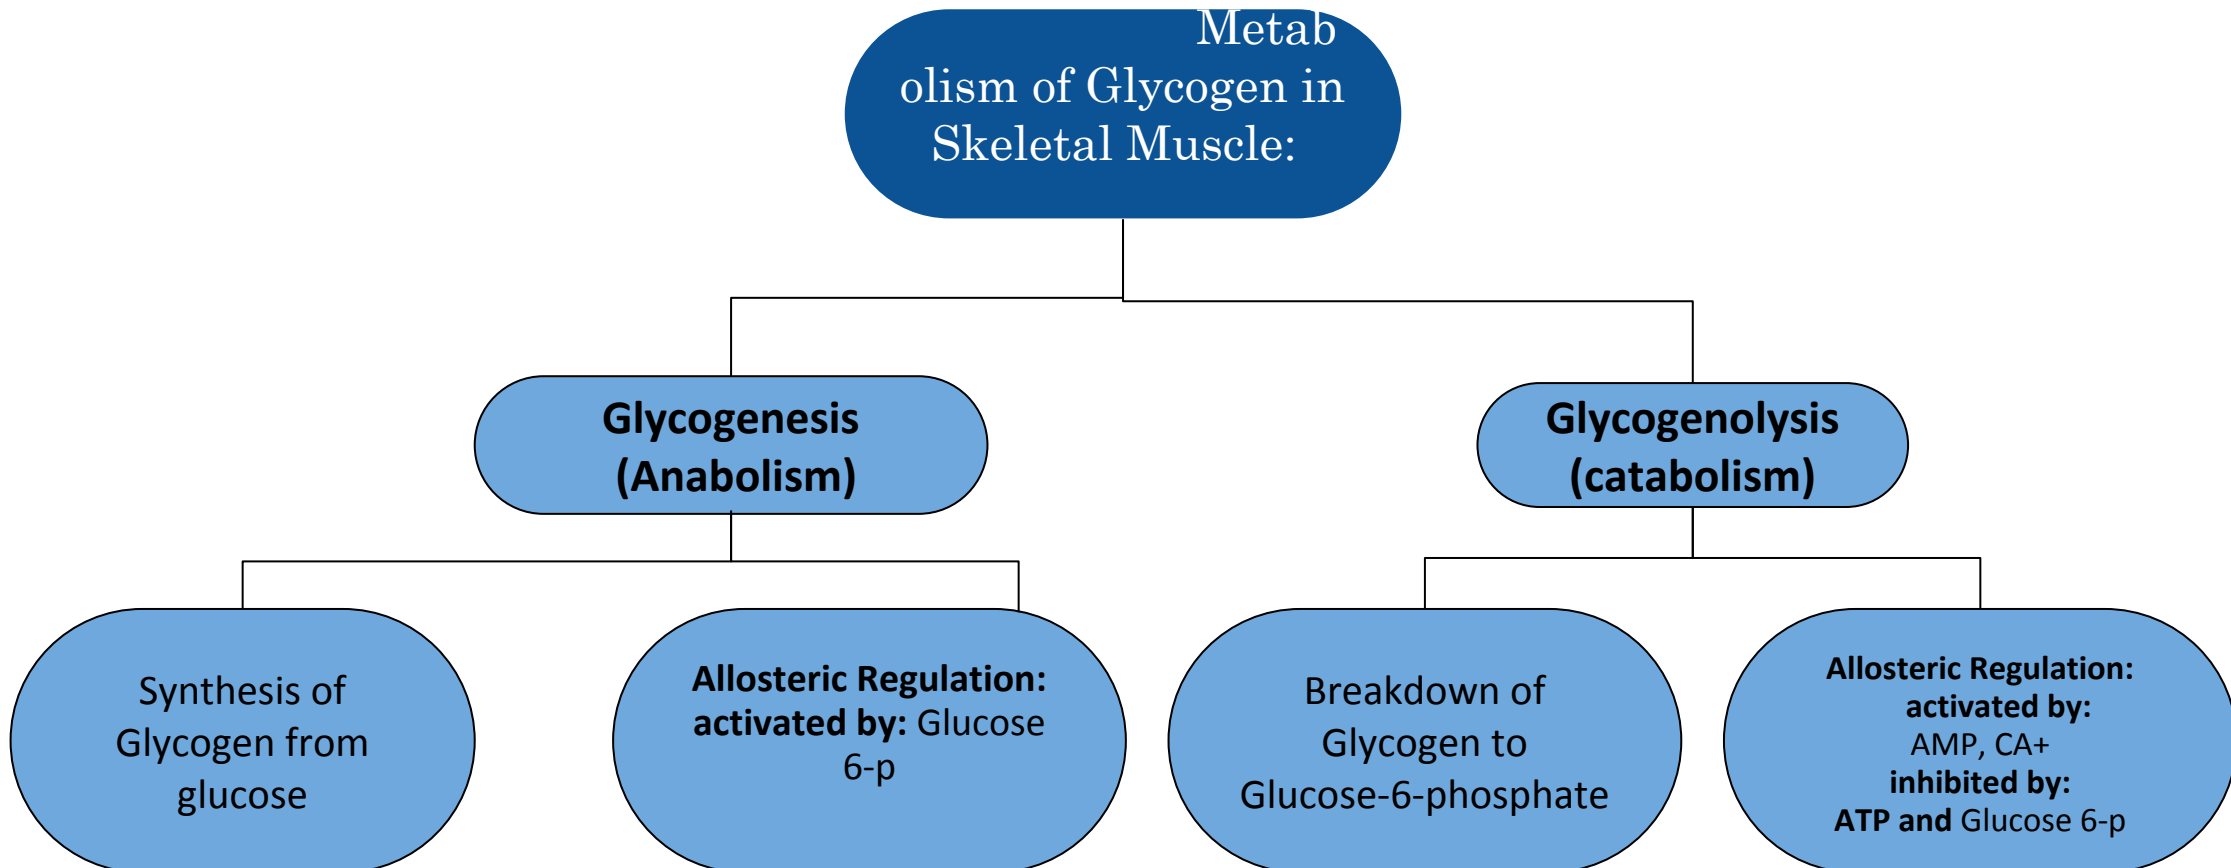 Metab
olism of Glycogen in
Skeletal Muscle:
Glycogenesis
(Anabolism)
Glycogenolysis
(catabolism)
Synthesis of
Glycogen from
glucose
Allosteric Regulation:
activated by: Glucose
6-p
Breakdown of
Glycogen to
Glucose-6-phosphate
Allosteric Regulation:
activated by:
AMP, CA+
inhibited by:
ATP and Glucose 6-p